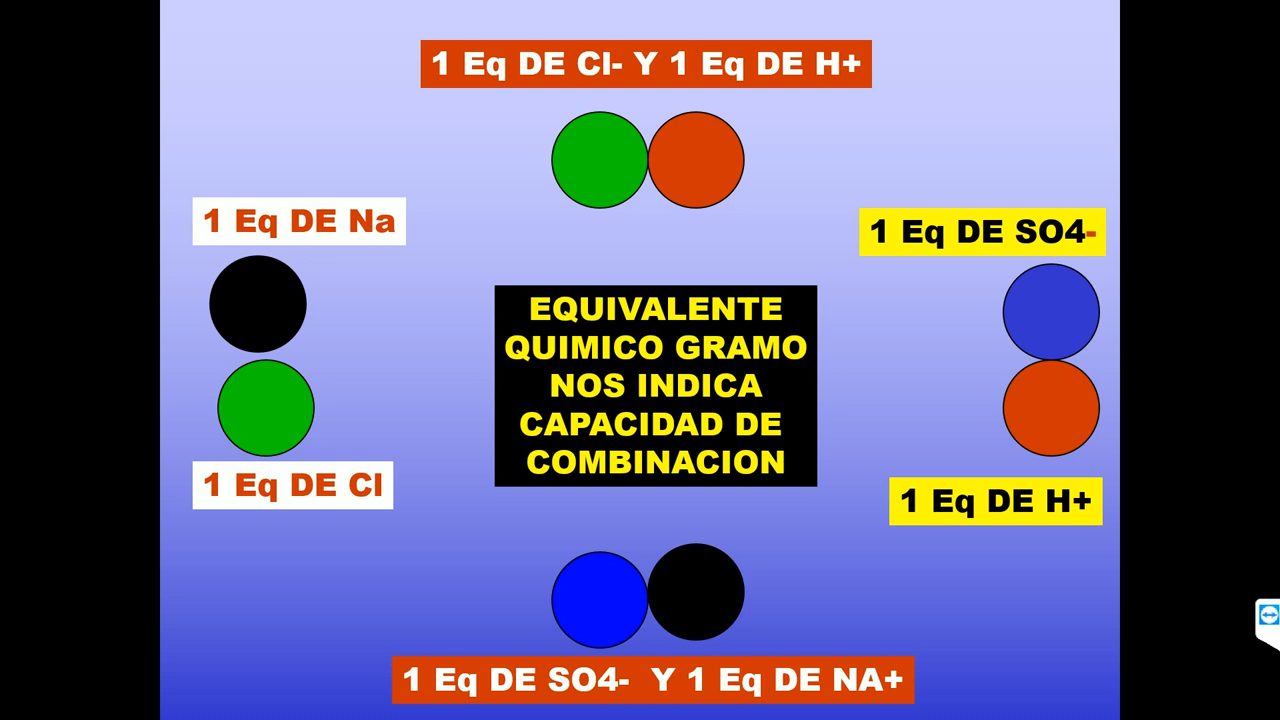 1 Eq DE Cl- Y 1 Eq DE H+
1 Eq DE Na
1 Eq DE SO4-
EQUIVALENTE
QUIMICO GRAMO
NOS INDICA
CAPACIDAD DE
COMBINACION
1 Eq DE Cl
1 Eq DE H+
1 Eq DE SO4- Y 1 Eq DE NA+